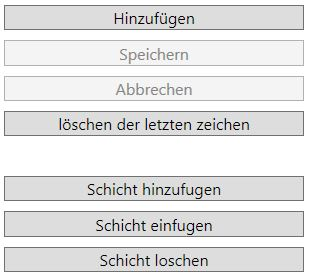 Hinzufügen
Speichern
Abbrechen
löschen der letzten zeichen
Schicht hinzufugen
Schicht einfugen
Schicht loschen